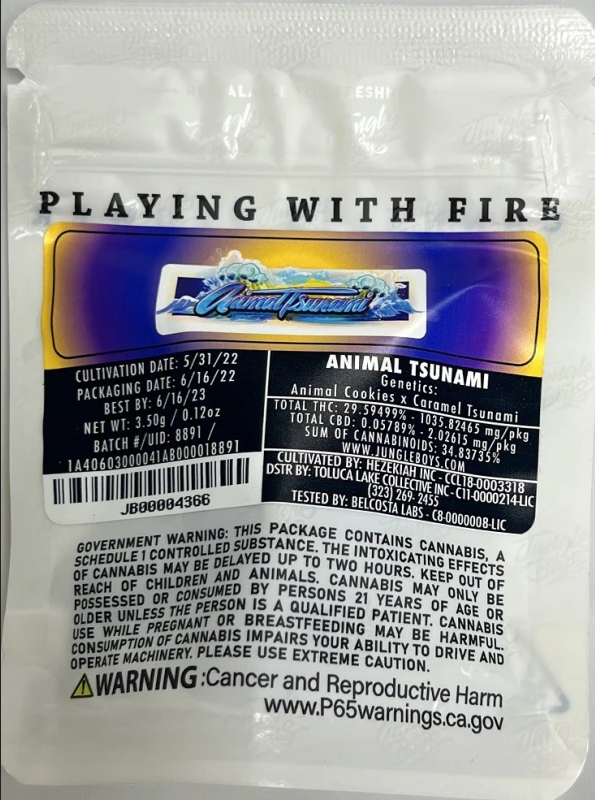 PLAYING WITH FIRE
Animal Tsunami
CULTIVATION DATE: 5/31/22
PACKAGING DATE: 6/16/22
BEST BY: 6/16/23
NET WT: 3.50g / 0.12oz
BATCH #/UID: 8891 /
1A40603000041AB000018891
JB00004366
ANIMAL TSUNAMI
Genetics:
Animal Cookies x Caramel Tsunami
TOTAL THC: 29.59499% - 1035.82465 mg/pkg
TOTAL CBD: 0.05789% - 2.02615 mg/pkg
SUM OF CANNABINOIDS: 34.83735%
WWW.JUNGLEBOYS.COM
CULTIVATED BY: HEZEKIAH INC - CCL18-0003318
DSTR BY: TOLUCA LAKE COLLECTIVE INC - C11-0000214-LIC
(323) 269-2455
TESTED BY: BELCOSTA LABS - C8-0000008-LIC
GOVERNMENT WARNING: THIS PACKAGE CONTAINS CANNABIS, A
SCHEDULE 1 CONTROLLED SUBSTANCE. THE INTOXICATING EFFECTS
OF CANNABIS MAY BE DELAYED UP TO TWO HOURS. KEEP OUT OF
REACH OF CHILDREN AND ANIMALS. CANNABIS MAY ONLY BE
POSSESSED OR CONSUMED BY PERSONS 21 YEARS OF AGE OR
OLDER UNLESS THE PERSON IS A QUALIFIED PATIENT. CANNABIS
USE WHILE PREGNANT OR BREASTFEEDING MAY BE HARMFUL.
CONSUMPTION OF CANNABIS IMPAIRS YOUR ABILITY TO DRIVE AND
OPERATE MACHINERY. PLEASE USE EXTREME CAUTION.
WARNING:Cancer and Reproductive Harm
www.P65warnings.ca.gov